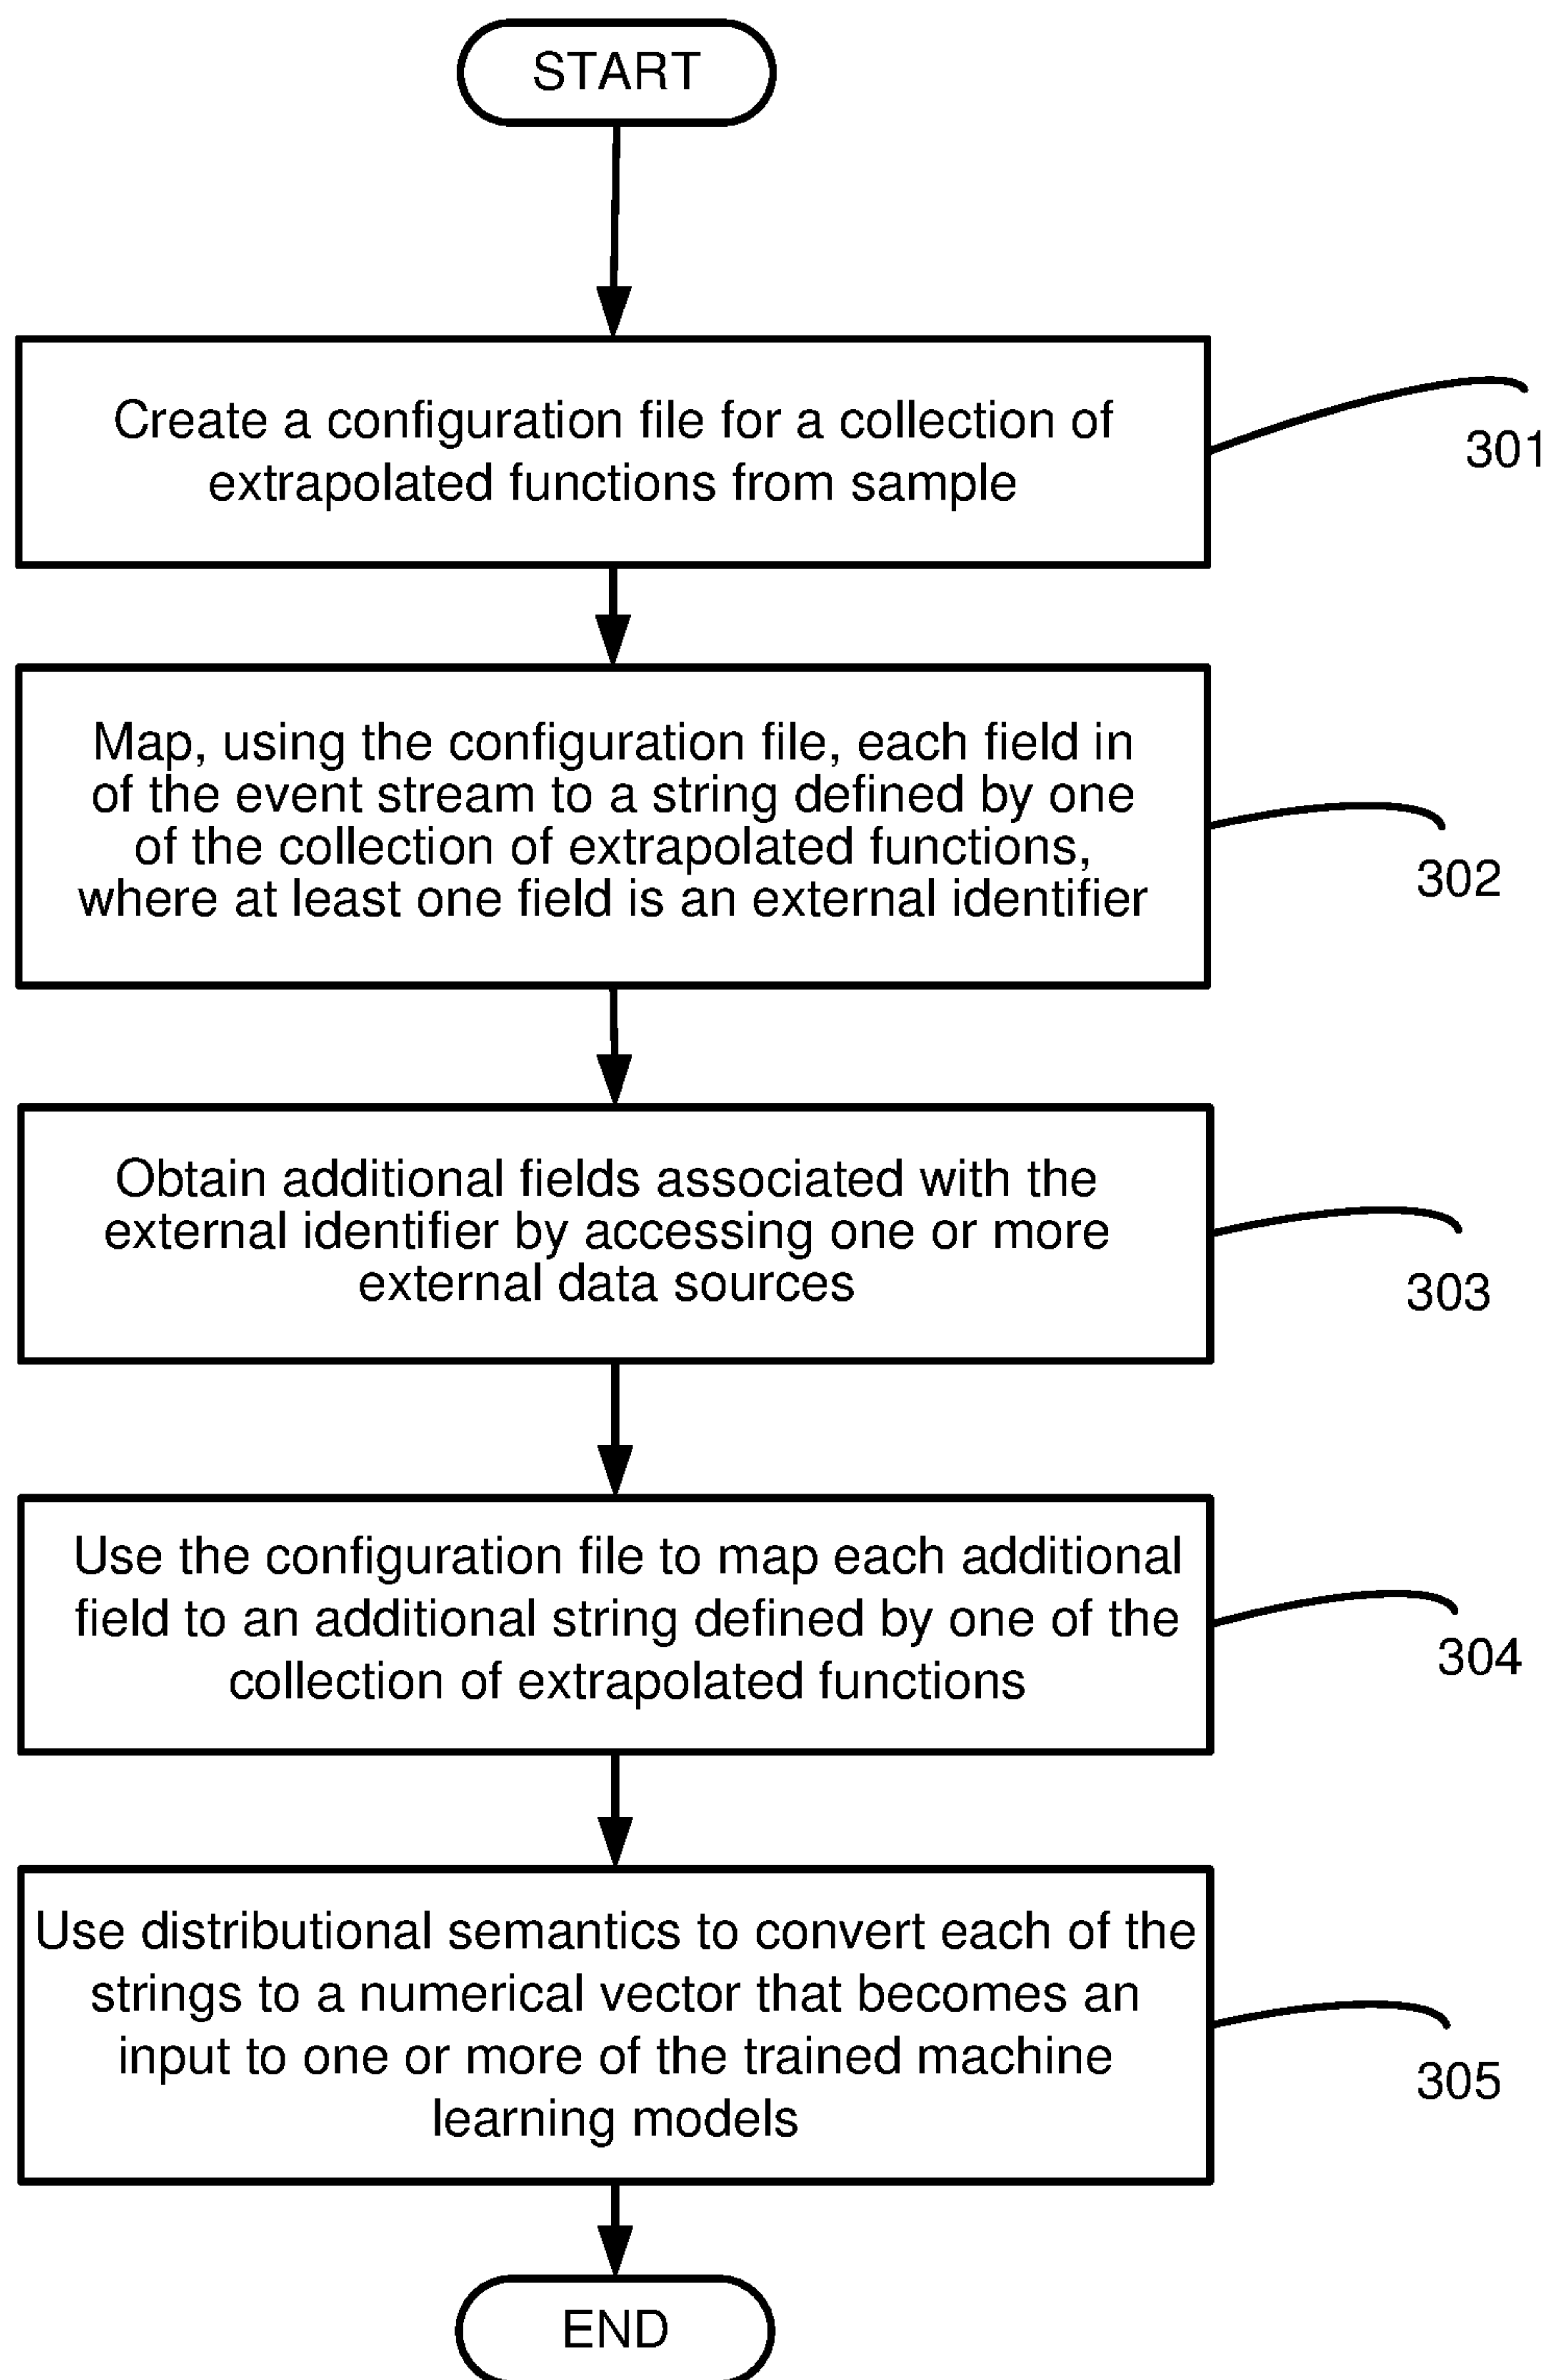 START
Create a configuration file for a collection of
extrapolated functions from sample
301
Map, using the configuration file, each field in
of the event stream to a string defined by one
of the collection of extrapolated functions,
where at least one field is an external identifier
302
Obtain additional fields associated with the
external identifier by accessing one or more
external data sources
303
Use the configuration file to map each additional
field to an additional string defined by one of the
collection of extrapolated functions
304
Use distributional semantics to convert each of the
strings to a numerical vector that becomes an
input to one or more of the trained machine
learning models
305
END